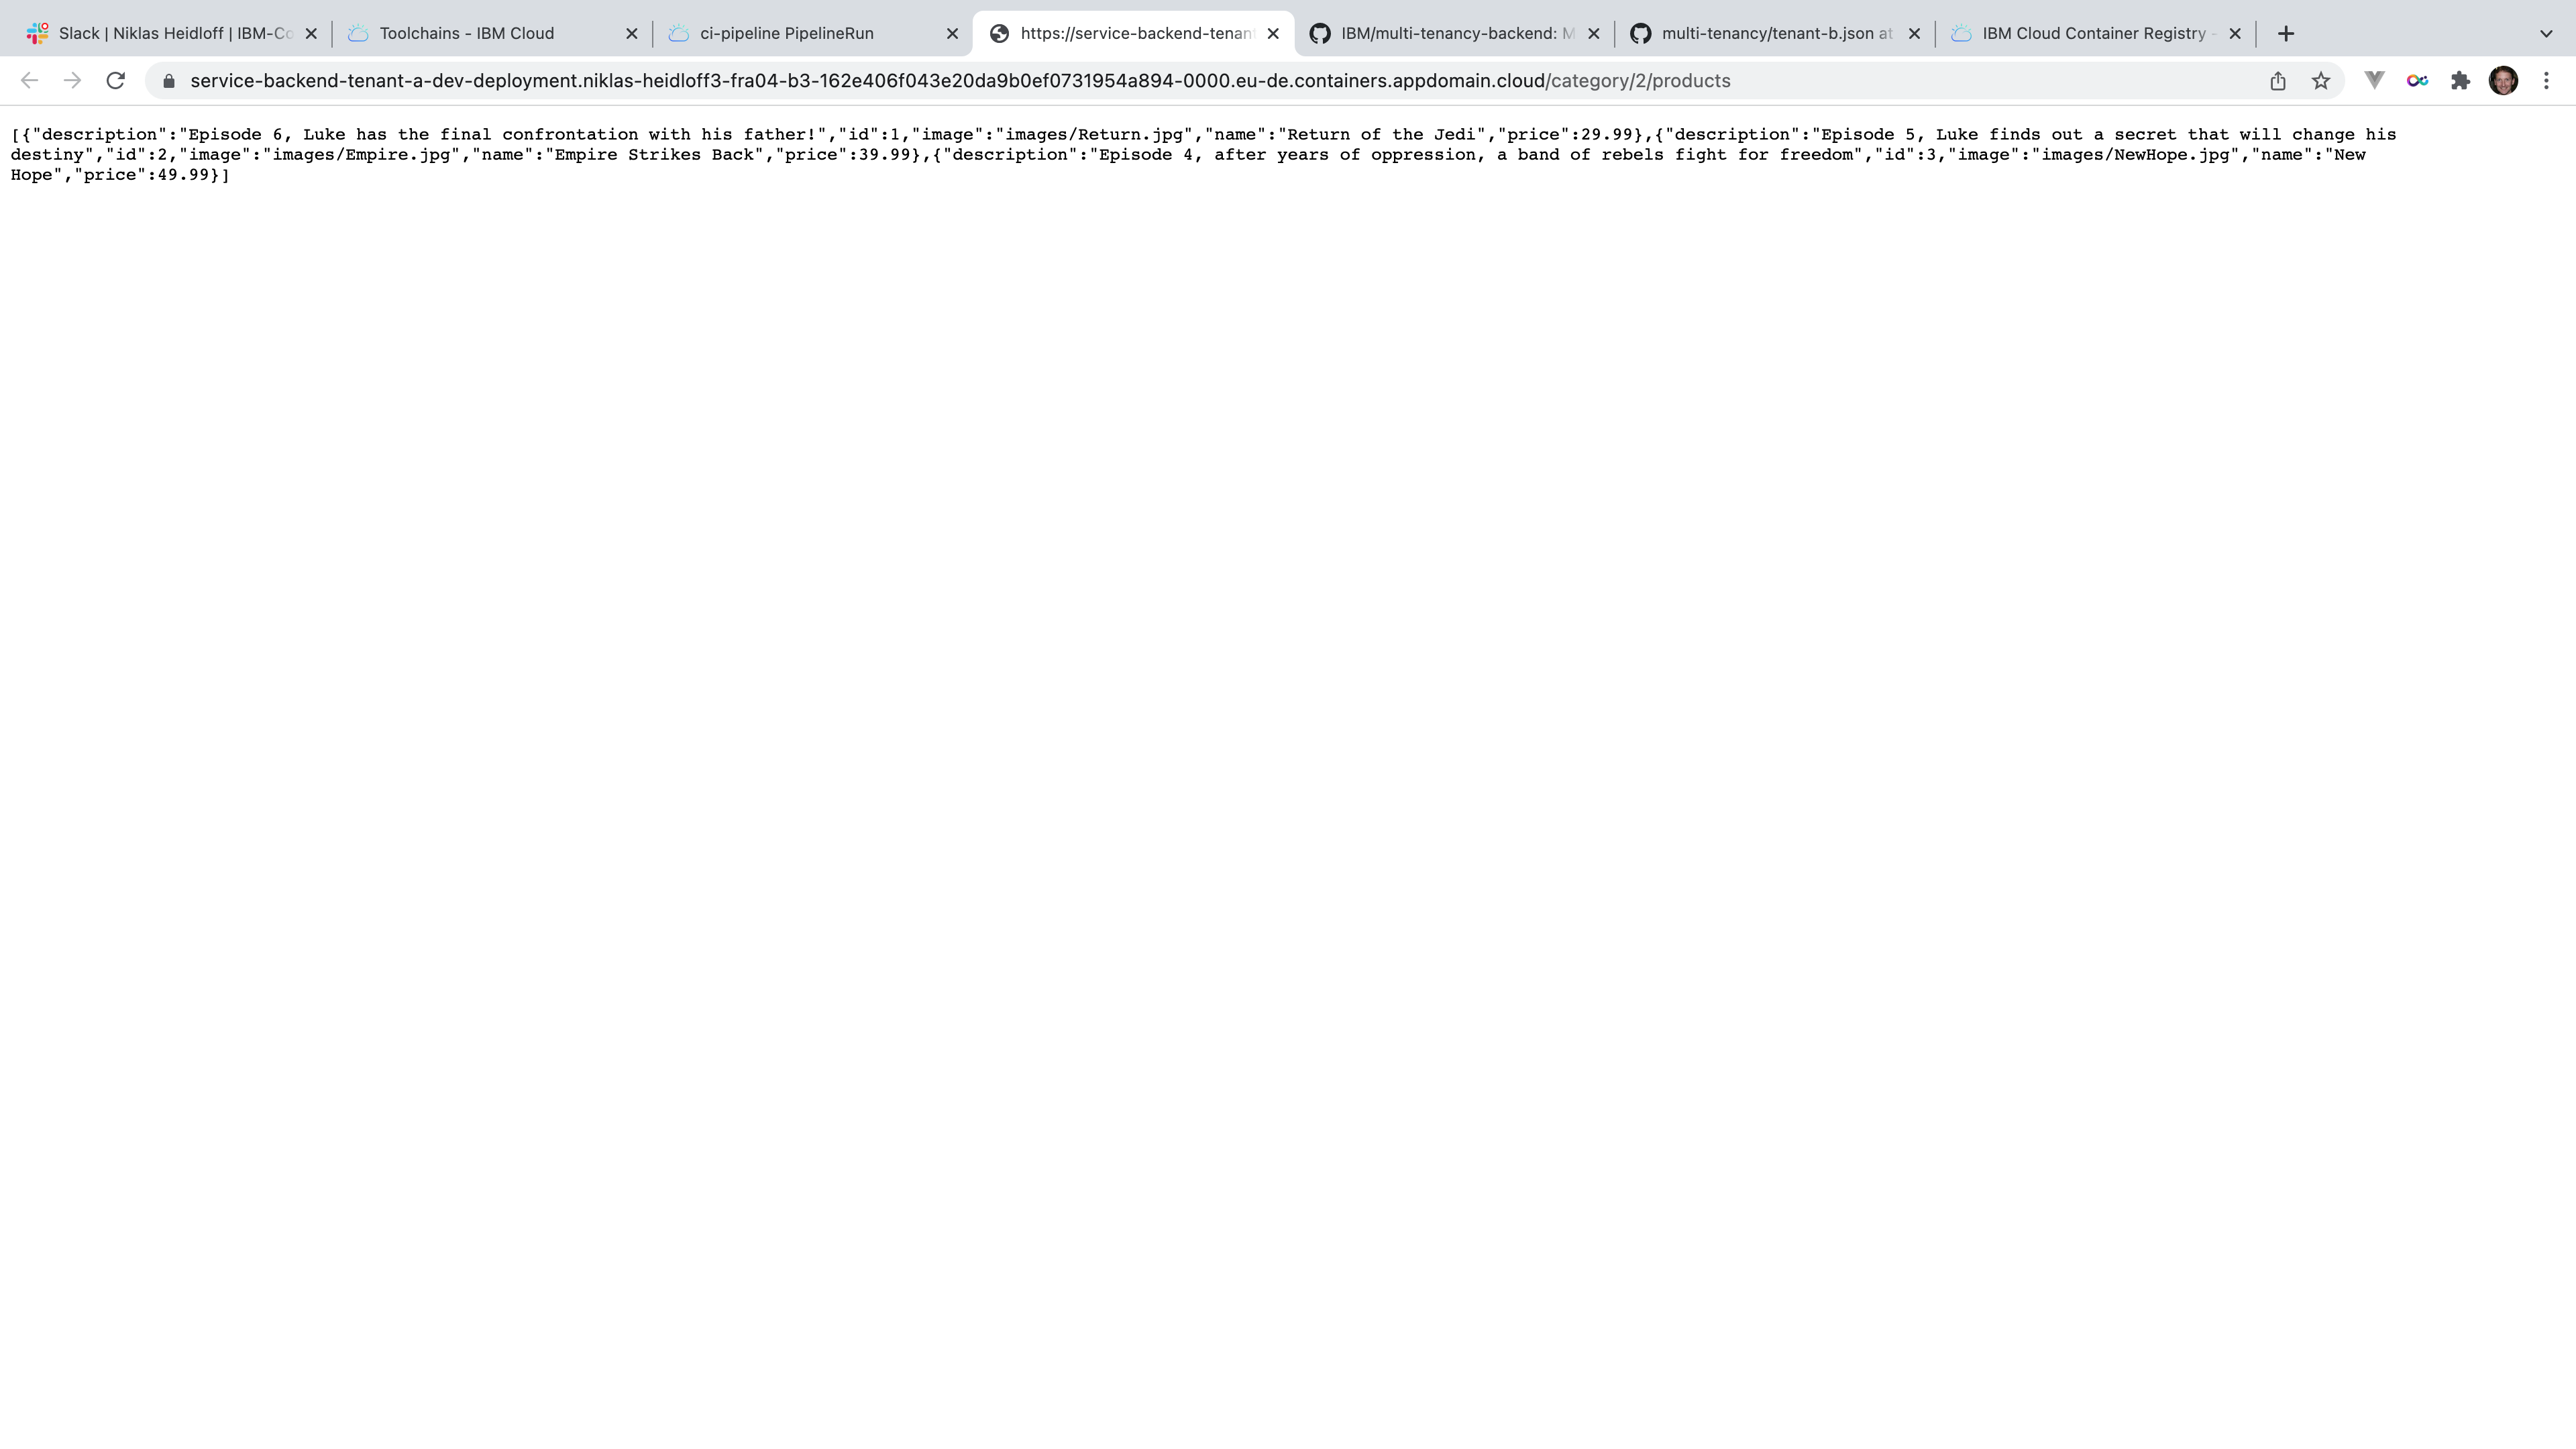 Slack | Niklas Heidloff | IBM-Co
Toolchains - IBM Cloud
ci-pipeline PipelineRun
https://service-backend-tenant
IBM/multi-tenancy-backend: M
multi-tenancy/tenant-b.json at
IBM Cloud Container Registry -
service-backend-tenant-a-dev-deployment.niklas-heidloff3-fra04-b3-162e406f043e20da9b0ef0731954a894-0000.eu-de.containers.appdomain.cloud/category/2/products
[{"description":"Episode 6, Luke has the final confrontation with his father!","id":1,"image":"images/Return.jpg","name":"Return of the Jedi","price":29.99},{"description":"Episode 5, Luke finds out a secret that will change his
destiny","id":2,"image":"images/Empire.jpg","name":"Empire Strikes Back","price":39.99},{"description":"Episode 4, after years of oppression, a band of rebels fight for freedom","id":3,"image":"images/NewHope.jpg","name":"New
Hope","price":49.99}]